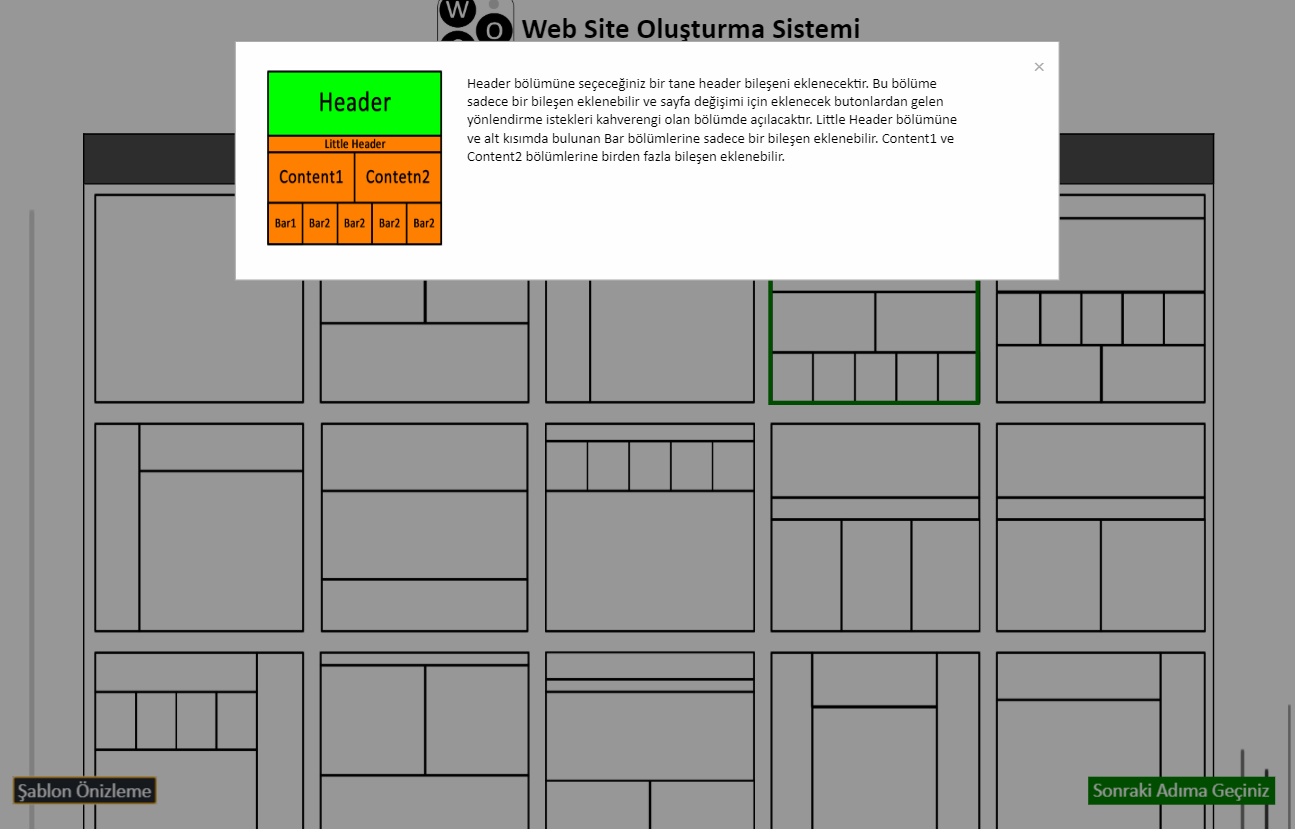 W
O
Web Site Oluşturma Sistemi
×
Header
Little Header
Content1 Contetn2
Bar1 Bar2 Bar2 Bar2 Bar2
Header bölümüne seçeceğiniz bir tane header bileşeni eklenecektir. Bu bölüme
sadece bir bileşen eklenebilir ve sayfa değişimi için eklenecek butonlardan gelen
yönlendirme istekleri kahverengi olan bölümde açılacaktır. Little Header bölümüne
ve alt kısımda bulunan Bar bölümlerine sadece bir bileşen eklenebilir. Content1 ve
Content2 bölümlerine birden fazla bileşen eklenebilir.
Şablon Önizleme
Sonraki Adıma Geçiniz